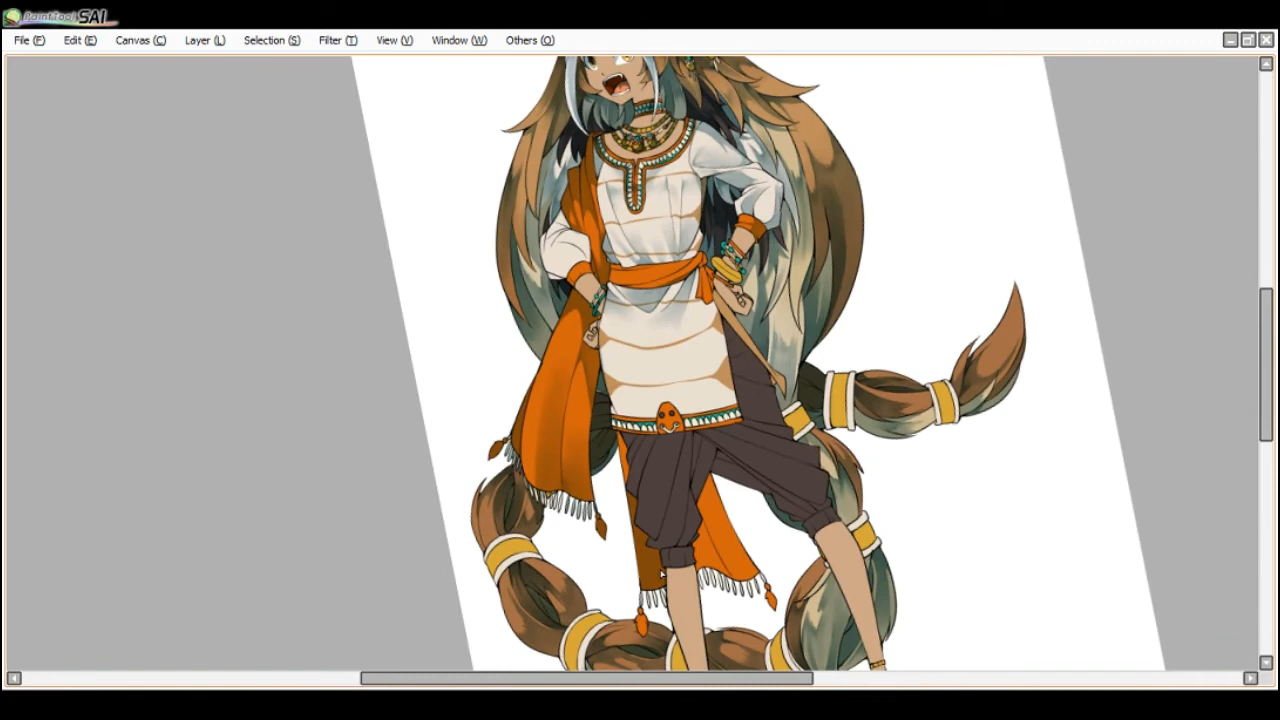 PaintTool SAI
File (F) Edit (E) Canvas (C) Layer (L) Selection (S) Filter (T) View (V) Window (W) Others (O)